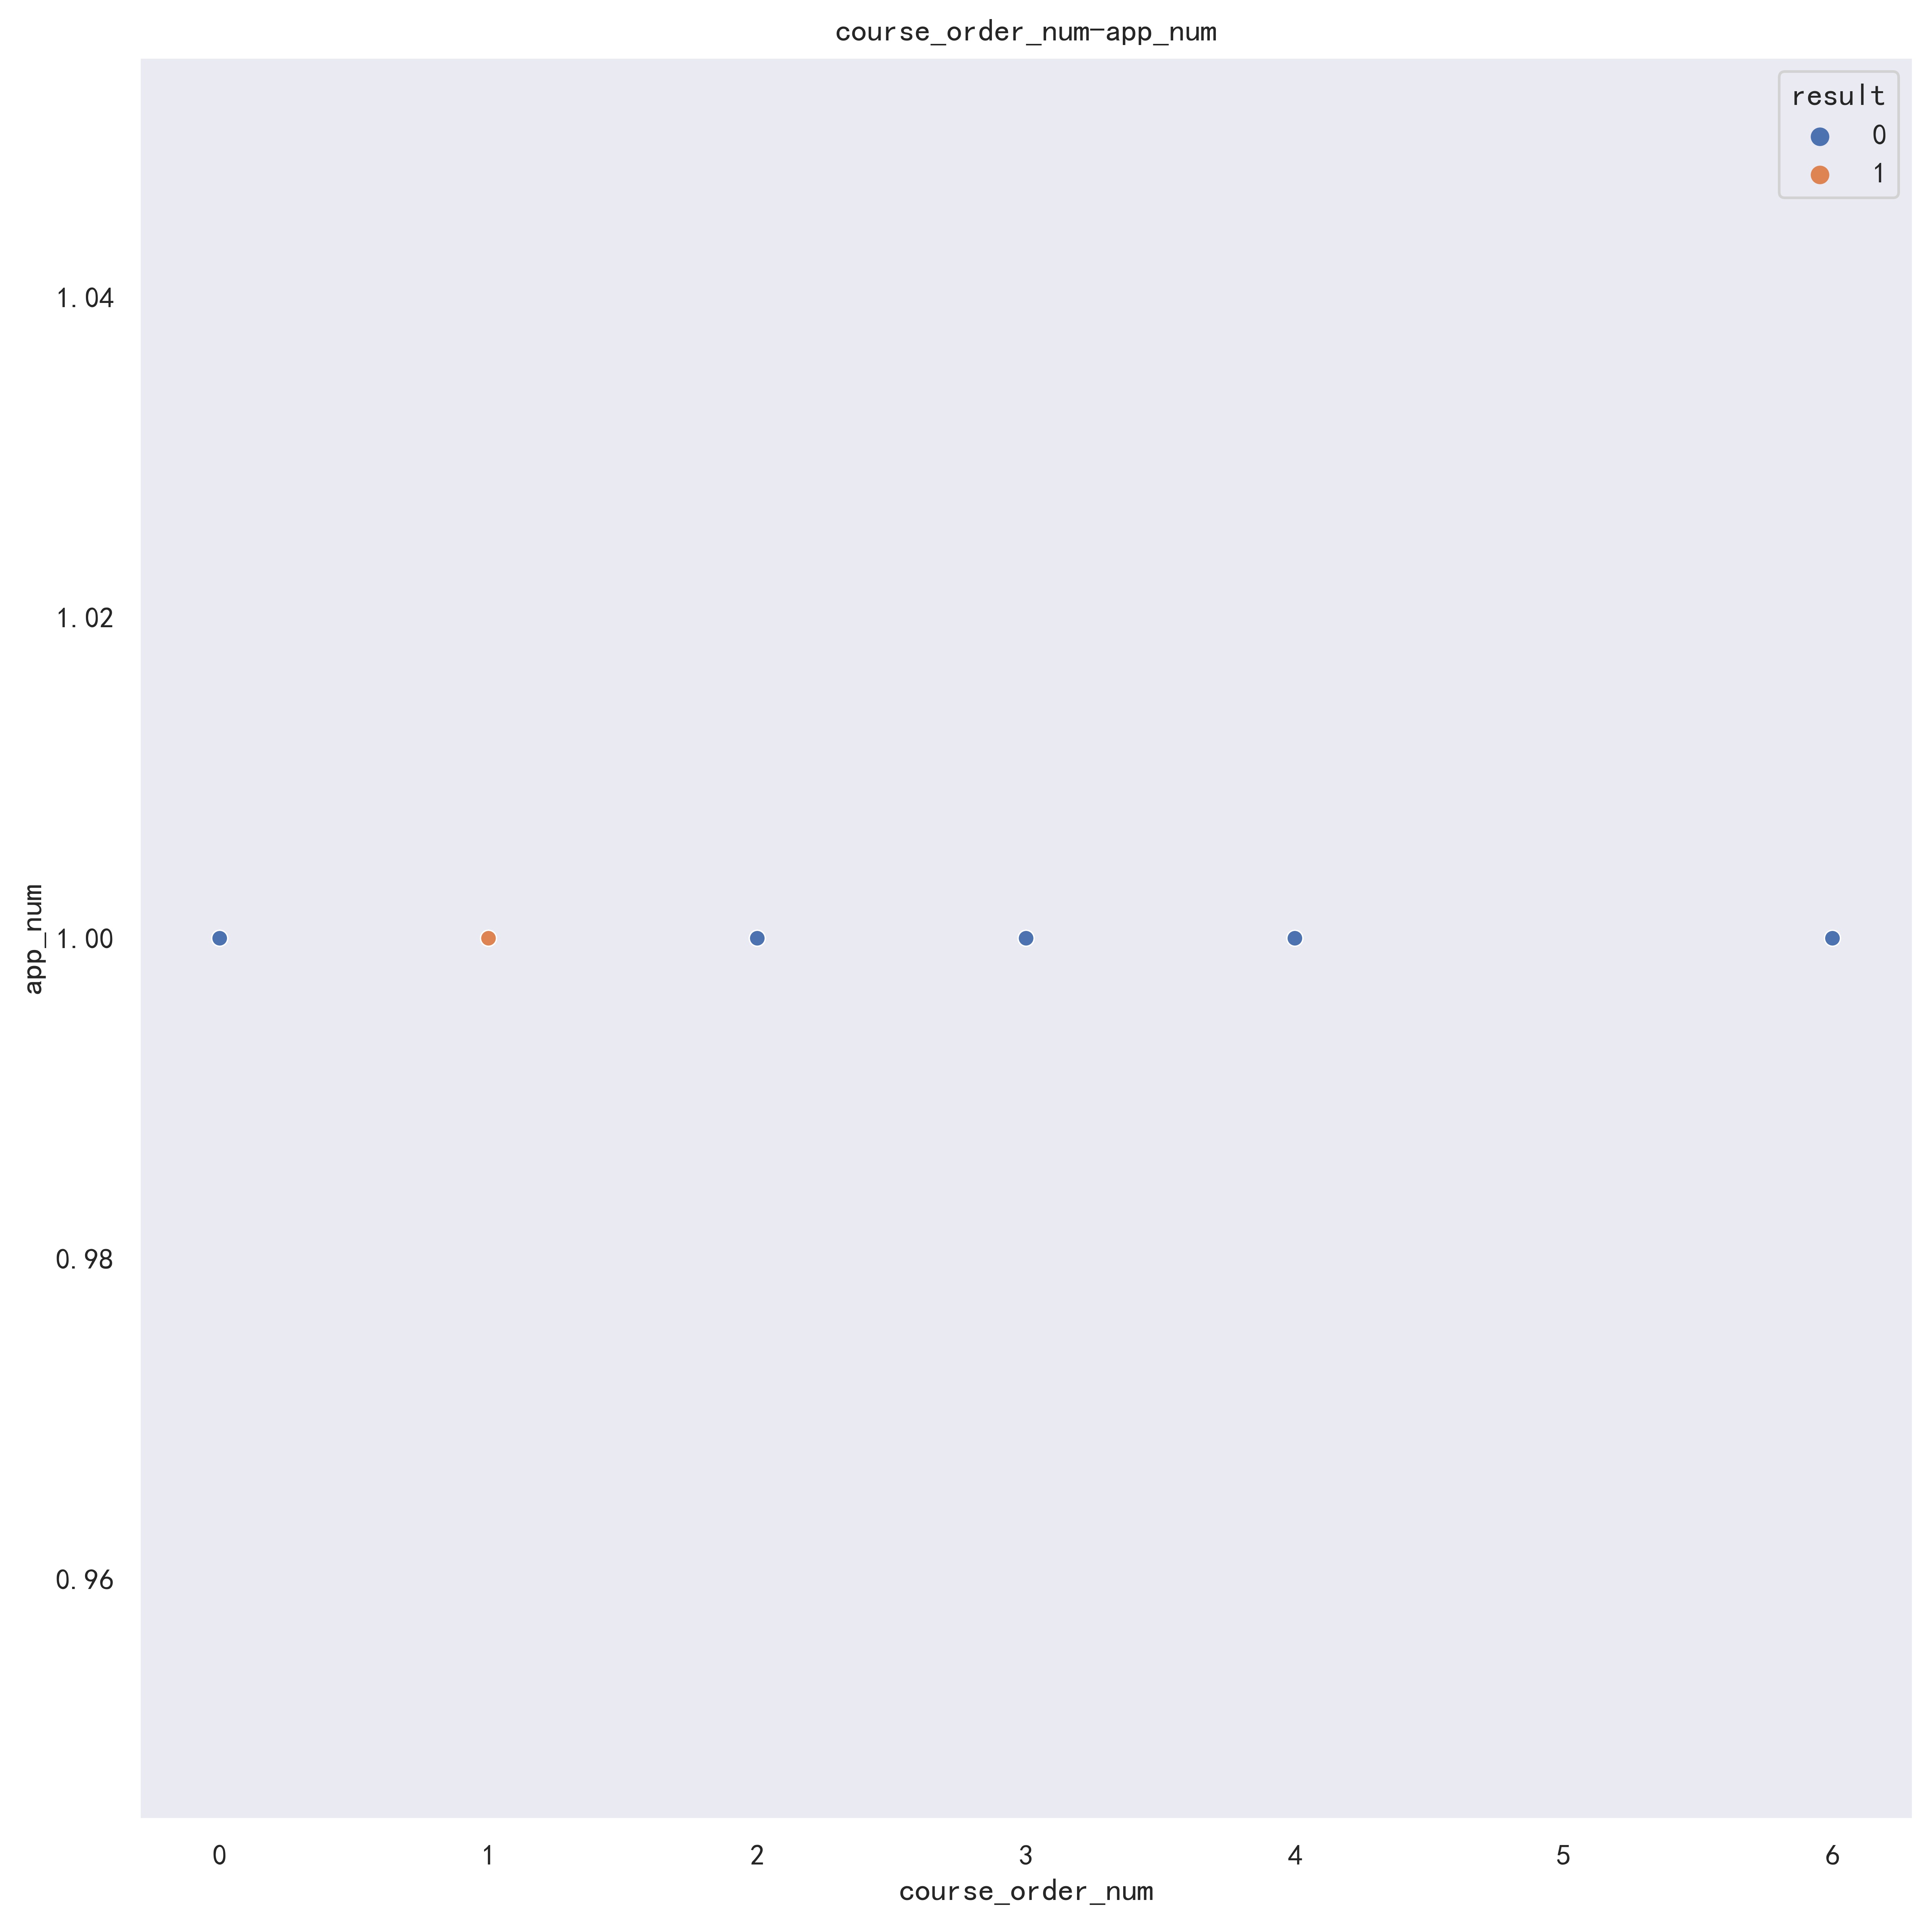 course_order_num-app_num
result
0
1
1.04
1.02
1.00
0.98
0.96
app_num
0 1 2 3 4 5 6
course_order_num